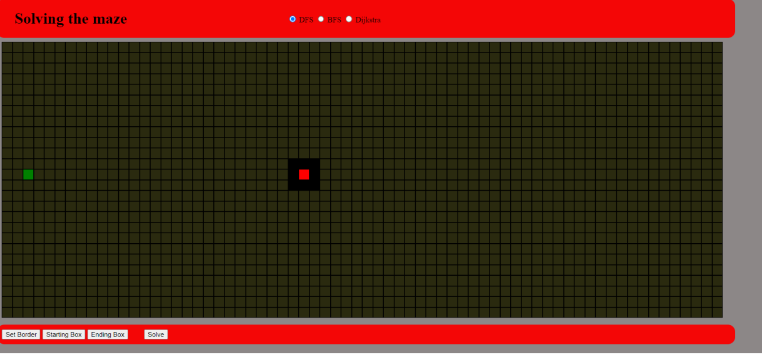 Solving the maze
DFS BFS Dijkstra
Set Border Starting Box Ending Box Solve